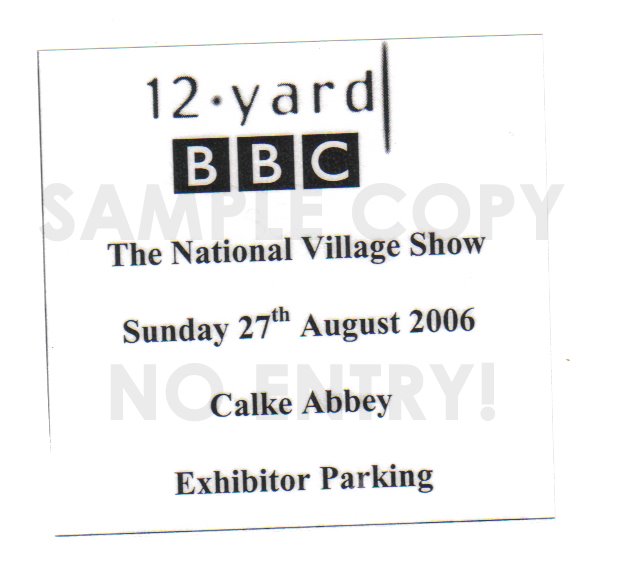 12·yard
BBC
SAMPLE COPY
The National Village Show
Sunday 27th August 2006
NO ENTRY!
Calke Abbey
Exhibitor Parking